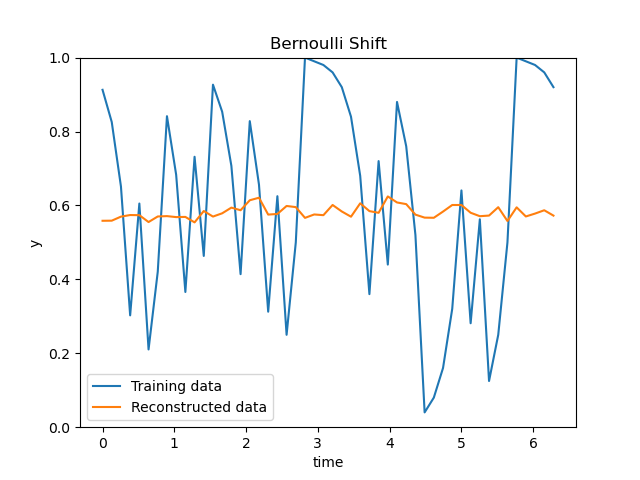 Bernoulli Shift
1.0
0.8
0.6
0.4
0.2
0.0
y
Training data
Reconstructed data
0 1 2 3 4 5 6
time